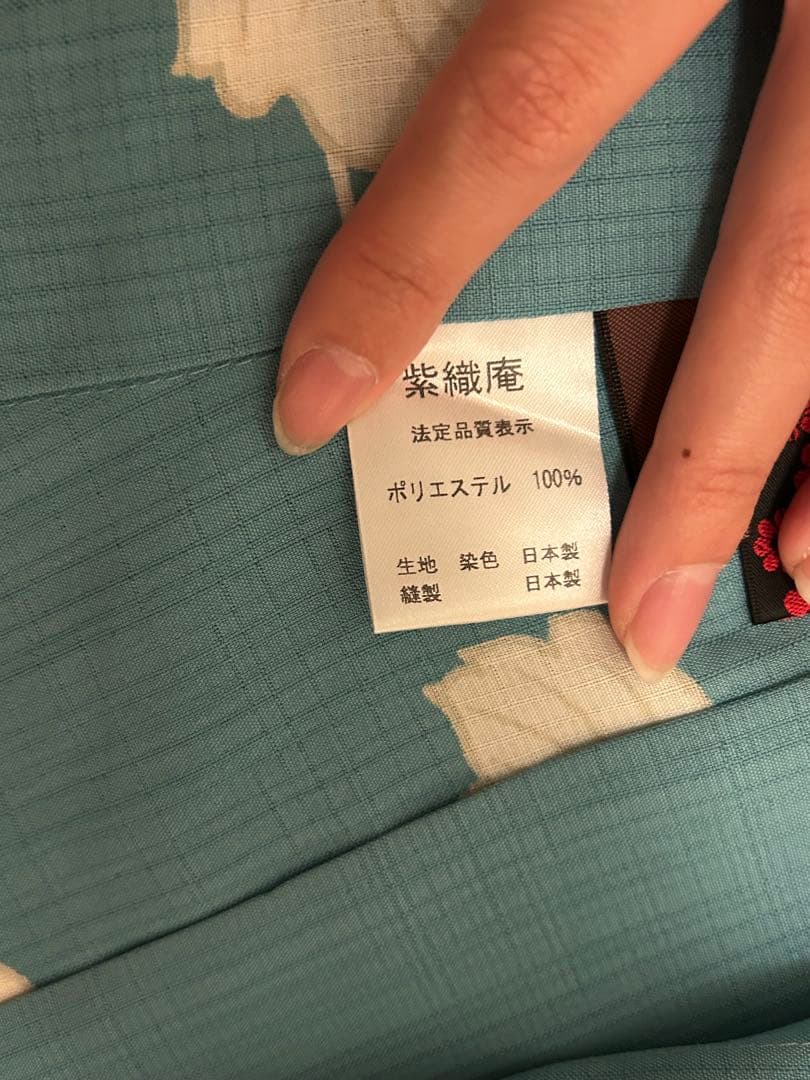 紫織庵
法定品質表示
ポリエステル 100%
生地 染色 日本製
縫製 日本製